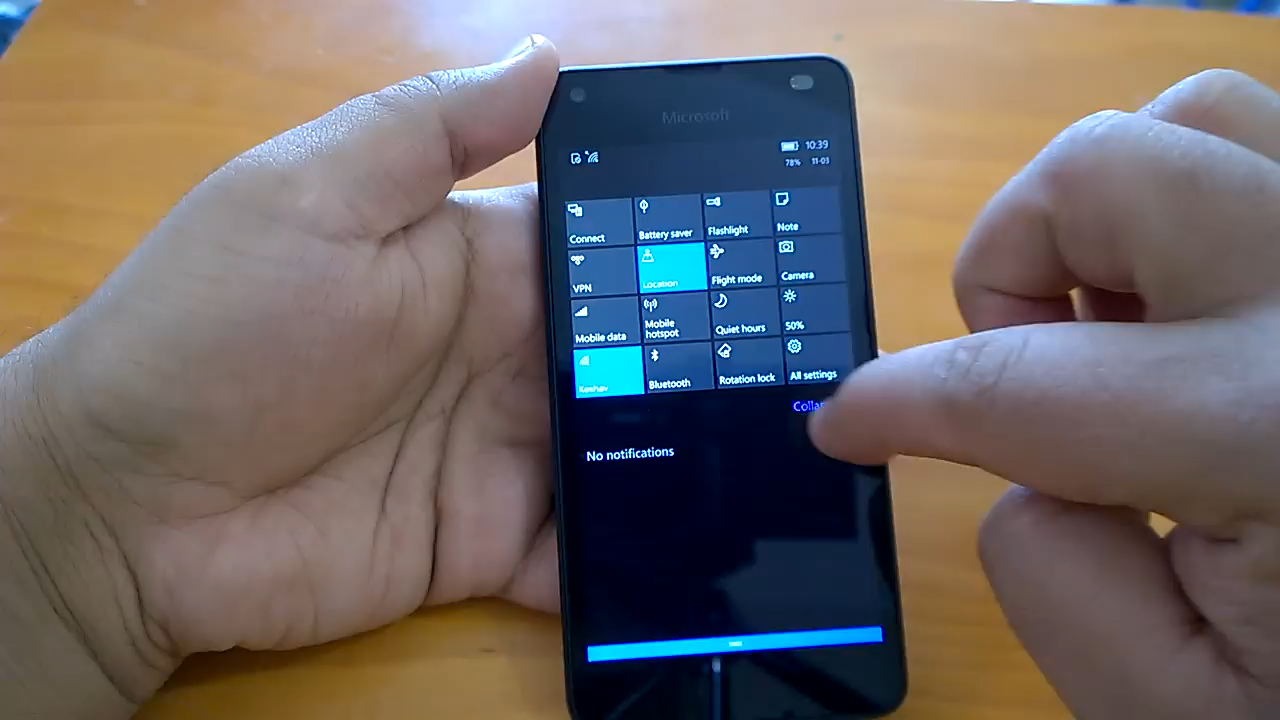 Microsoft
10:39
78% 11-03
Connect
Battery saver
Flashlight
Note
VPN
Location
Flight mode
Camera
Mobile data
Mobile
hotspot
Quiet hours
50%
Keshav
Bluetooth
Rotation lock
All settings
No notifications